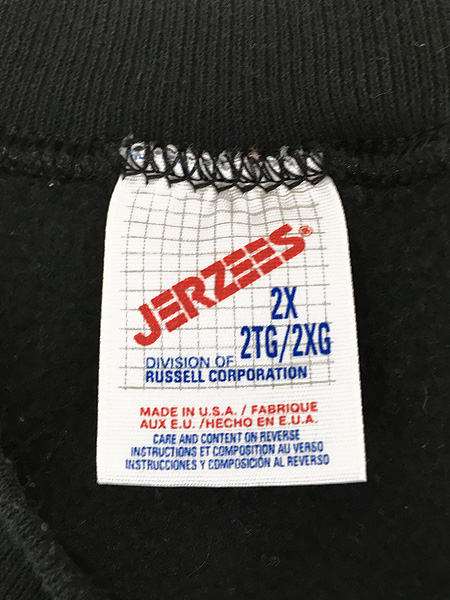 JERZEES®
2X
2TG/2XG
DIVISION OF
RUSSELL CORPORATION
MADE IN U.S.A. / FABRIQUE
AUX E.U. /HECHO EN E.U.A.
CARE AND CONTENT ON REVERSE
INSTRUCTIONS ET COMPOSITION AU VERSO
INSTRUCCIONES Y COMPOSICIÓN AL REVERSO